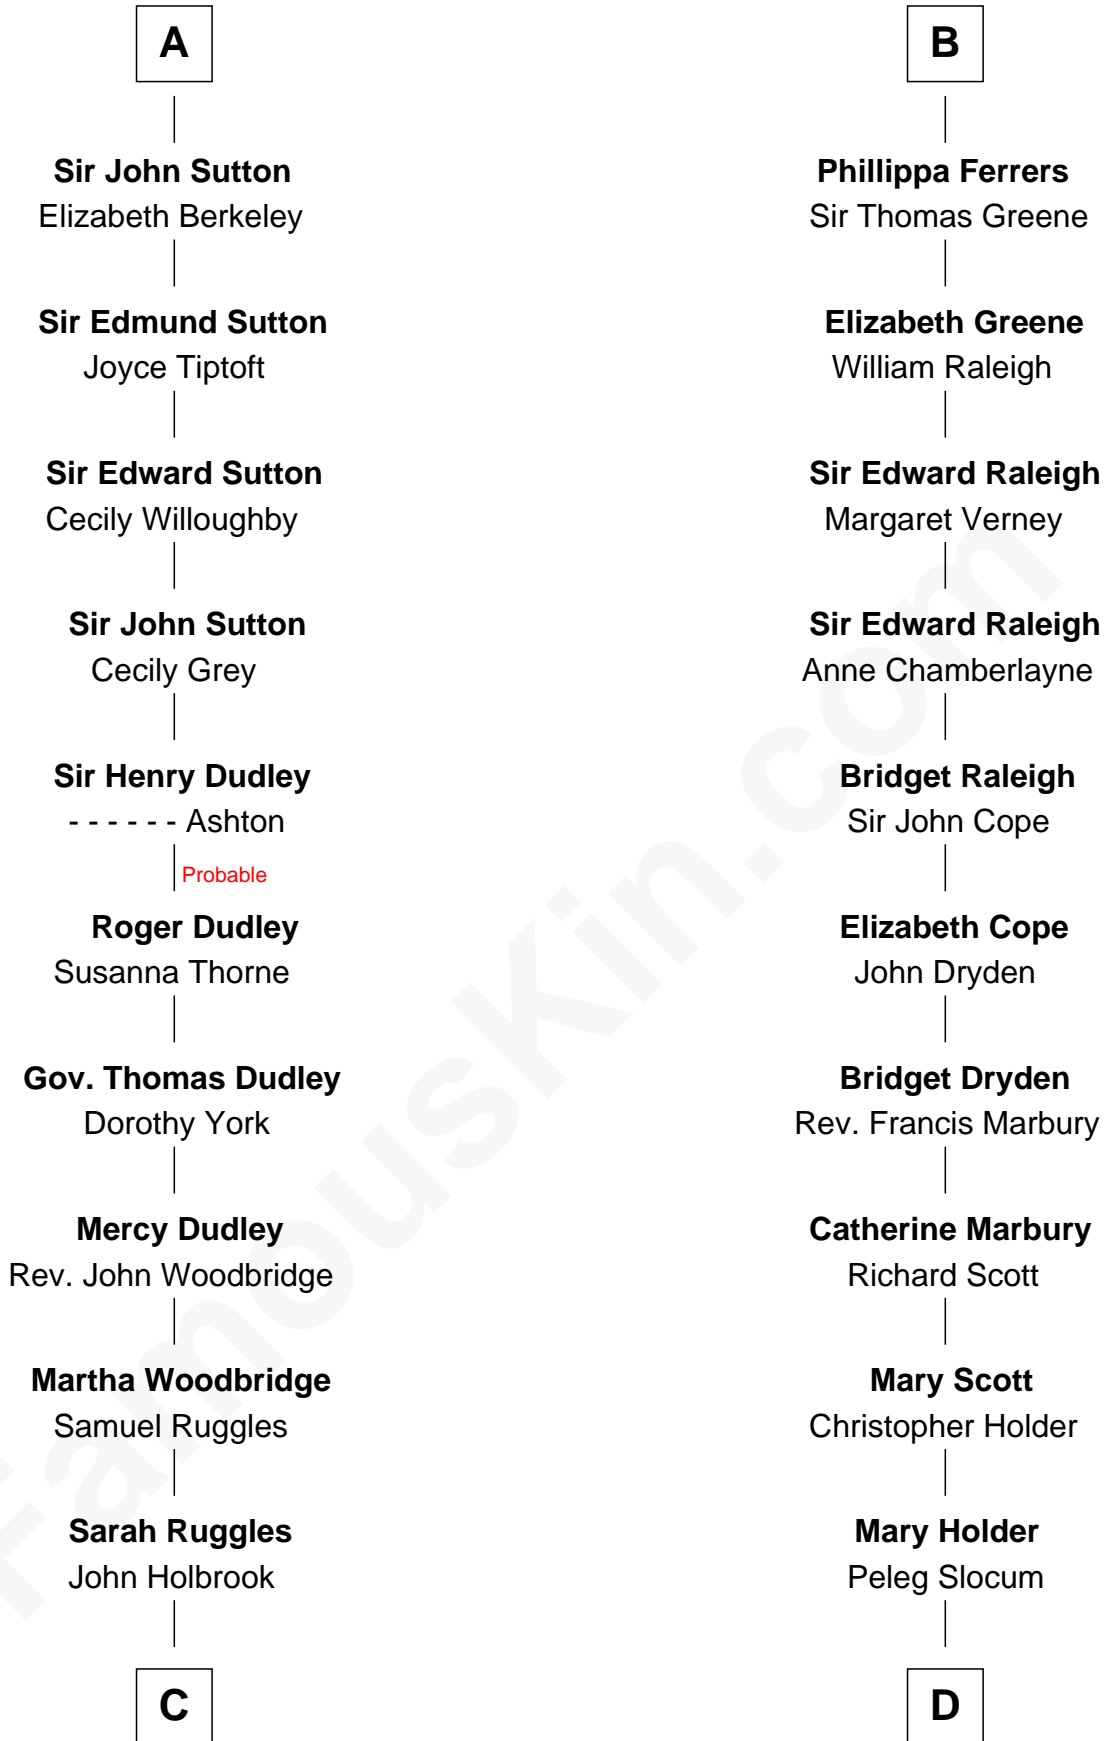 A
Sir John Sutton
Elizabeth Berkeley
Sir Edmund Sutton
Joyce Tiptoft
Sir Edward Sutton
Cecily Willoughby
Sir John Sutton
Cecily Grey
Sir Henry Dudley
- - - - - - Ashton
Probable
Roger Dudley
Susanna Thorne
Gov. Thomas Dudley
Dorothy York
Mercy Dudley
Rev. John Woodbridge
Martha Woodbridge
Samuel Ruggles
Sarah Ruggles
John Holbrook
C
B
Phillippa Ferrers
Sir Thomas Greene
Elizabeth Greene
William Raleigh
Sir Edward Raleigh
Margaret Verney
Sir Edward Raleigh
Anne Chamberlayne
Bridget Raleigh
Sir John Cope
Elizabeth Cope
John Dryden
Bridget Dryden
Rev. Francis Marbury
Catherine Marbury
Richard Scott
Mary Scott
Christopher Holder
Mary Holder
Peleg Slocum
D
FamousKin.com